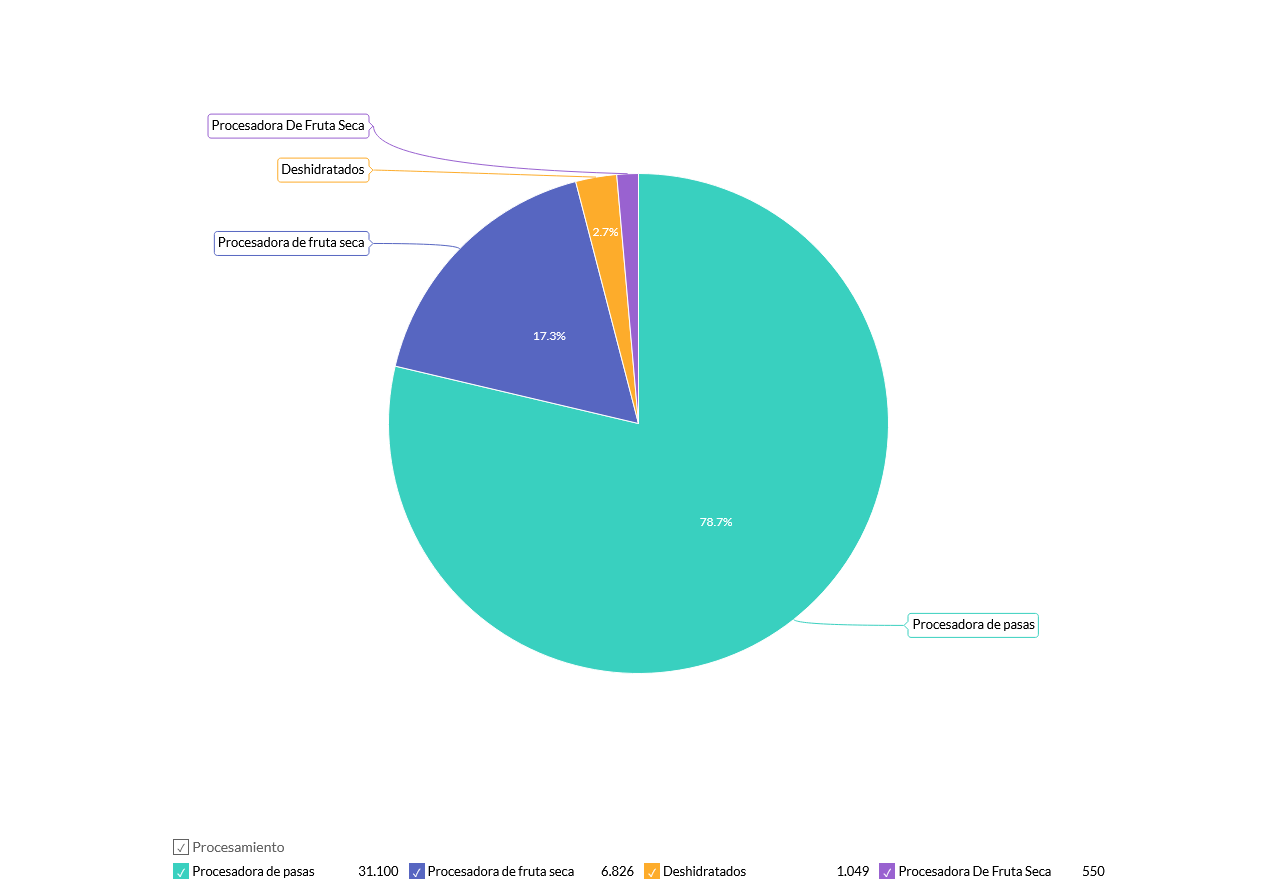 Procesadora De Fruta Seca
Deshidratados
2.7%
Procesadora de fruta seca
17.3%
78.7%
Procesadora de pasas
Procesamiento
Procesadora de pasas 31.100 Procesadora de fruta seca 6.826 Deshidratados 1.049 Procesadora De Fruta Seca 550